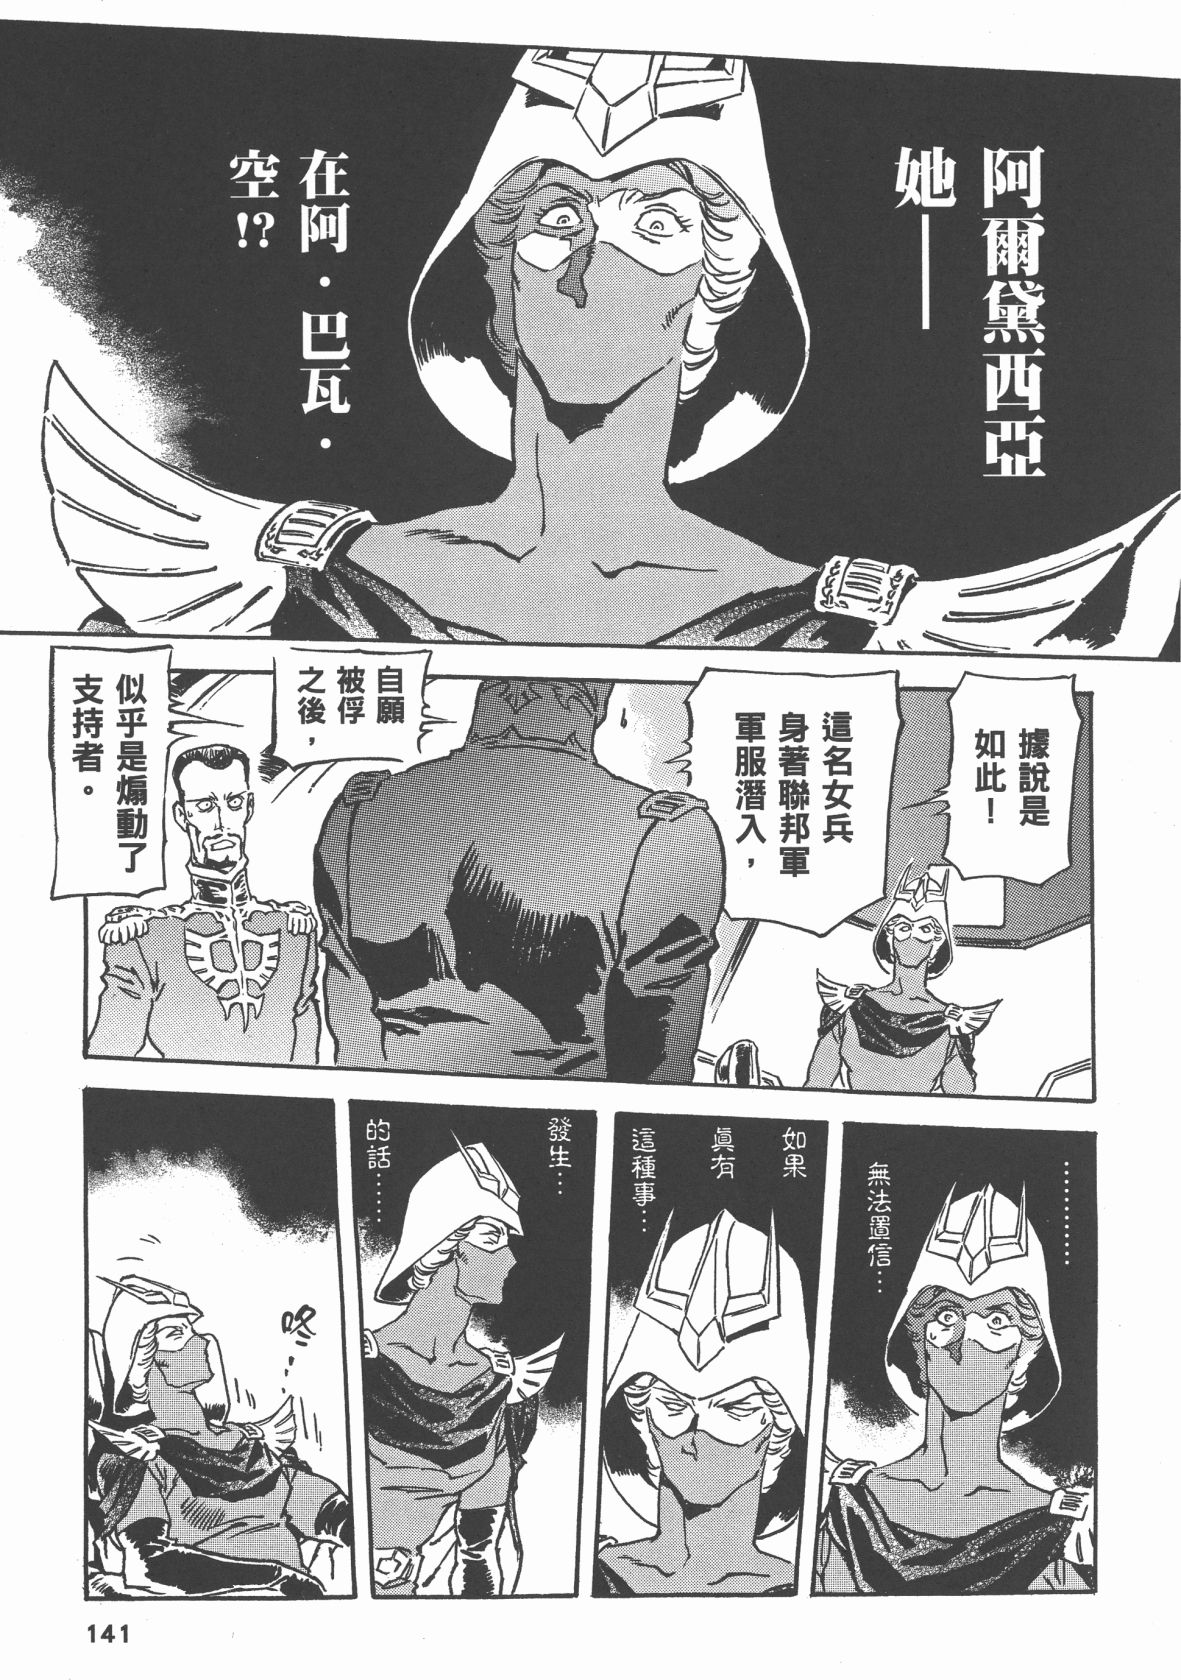 阿爾黛西亞
她——
在阿・巴瓦・
空!?
據說是
如此！
這名女兵
身著聯邦軍
軍服潛入，
自願
被俘
之後，
似乎是煽動了
支持者。
…………
無法置信…
如果
真有
這種事…
發生…
的話……
咚…
141